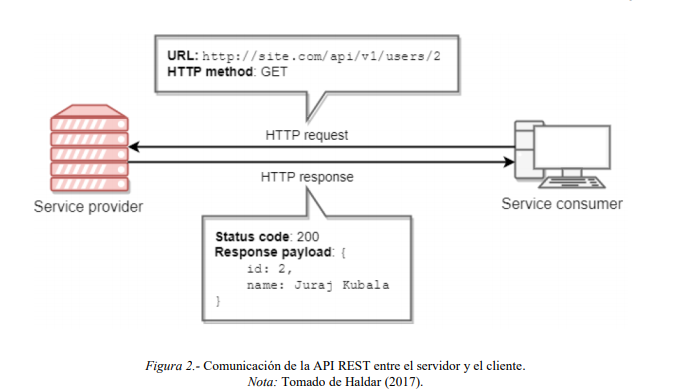 URL: http://site.com/api/v1/users/2
HTTP method: GET
HTTP request
HTTP response
Service provider
Service consumer
Status code: 200
Response payload: {
id: 2,
name: Juraj Kubala
}
Figura 2.- Comunicación de la API REST entre el servidor y el cliente.
Nota: Tomado de Haldar (2017).